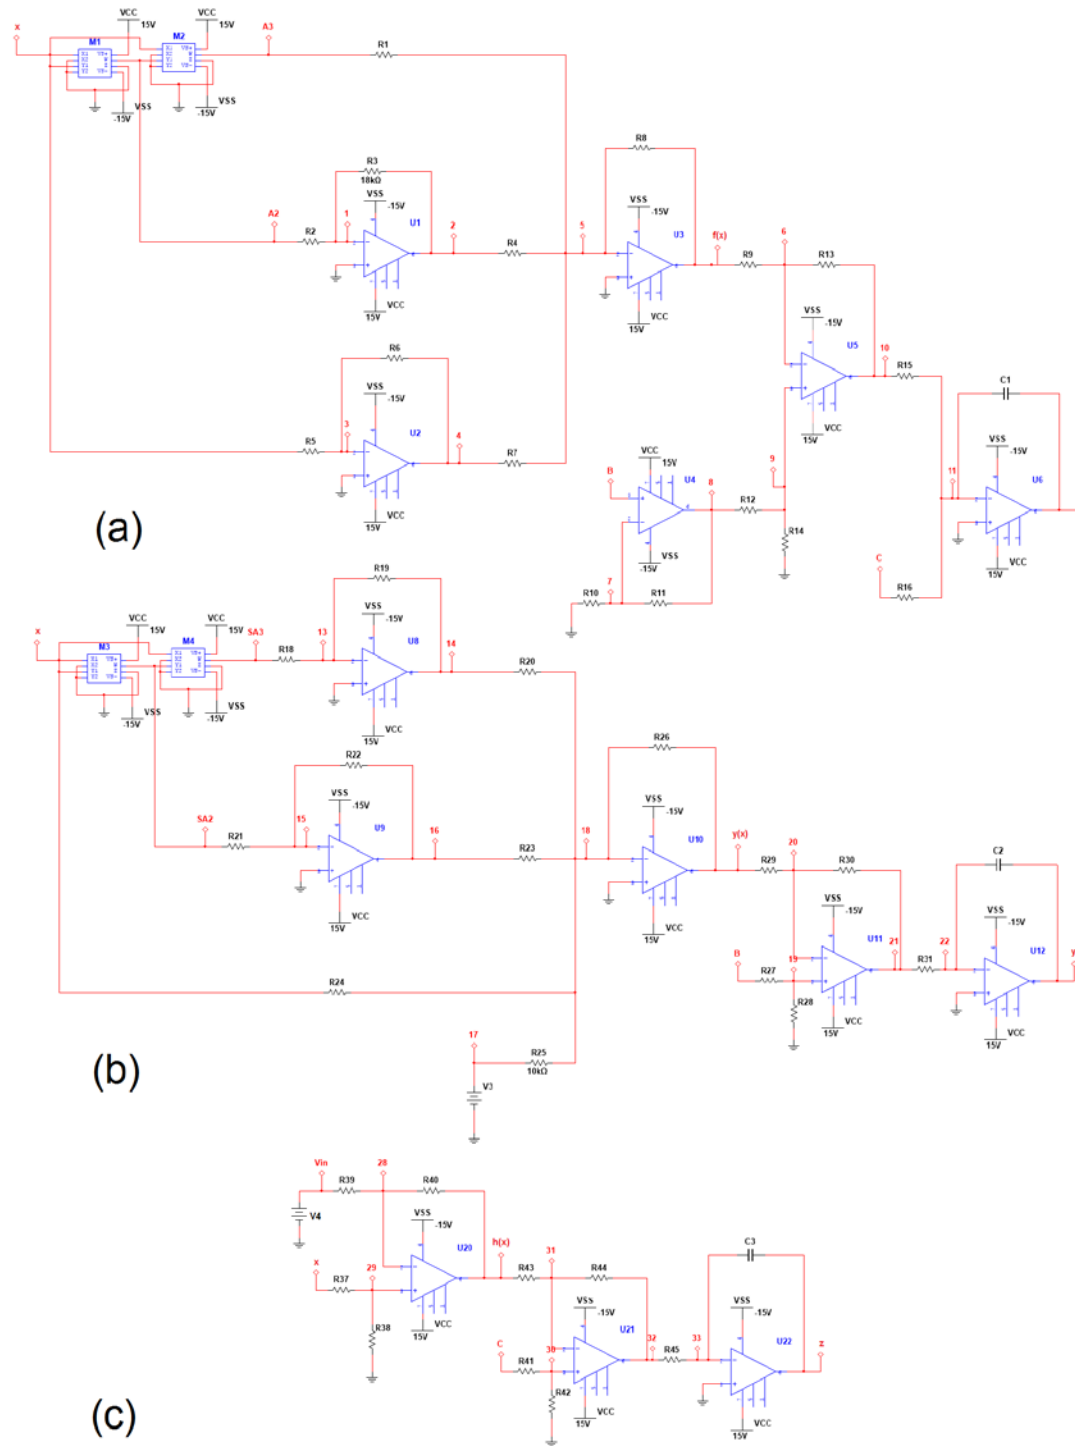 x
VCC
15V
VCC
15V
A3
M1
M2
R1
VSS
-15V
VSS
-15V
R8
R3
18kΩ
VSS
-15V
VSS
-15V
A2
1
U1
2
5
U3
f(x)
6
R2
R4
R9
R13
VCC
15V
VCC
15V
VSS
-15V
R6
U5
10
R15
C1
VSS
-15V
3
U2
4
VCC
15V
VSS
-15V
R5
R7
VCC
15V
9
B
U4
8
11
U6
R12
(a)
VCC
15V
R14
VSS
-15V
C
VCC
15V
7
R10
R11
R16
R19
VCC
15V
VCC
15V
VSS
-15V
x
M3
M4
SA3
13
U8
14
R18
R20
VSS
-15V
VSS
-15V
VCC
15V
R26
R22
VSS
-15V
VSS
-15V
SA2
15
U9
16
18
U10
y(x)
20
C2
R21
R23
R29
R30
VSS
-15V
VSS
-15V
VCC
15V
VCC
15V
U11
21
22
U12
B
19
R31
y
R27
R24
R28
VCC
15V
VCC
15V
17
R25
10kΩ
(b)
V3
Vin
28
R39
R40
V4
VSS
-15V
U20
h(x)
31
C3
x
29
R37
R43
R44
VSS
-15V
VSS
-15V
VCC
15V
R38
U21
32
33
U22
z
C
30
R45
R41
R42
VCC
15V
VCC
15V
(c)